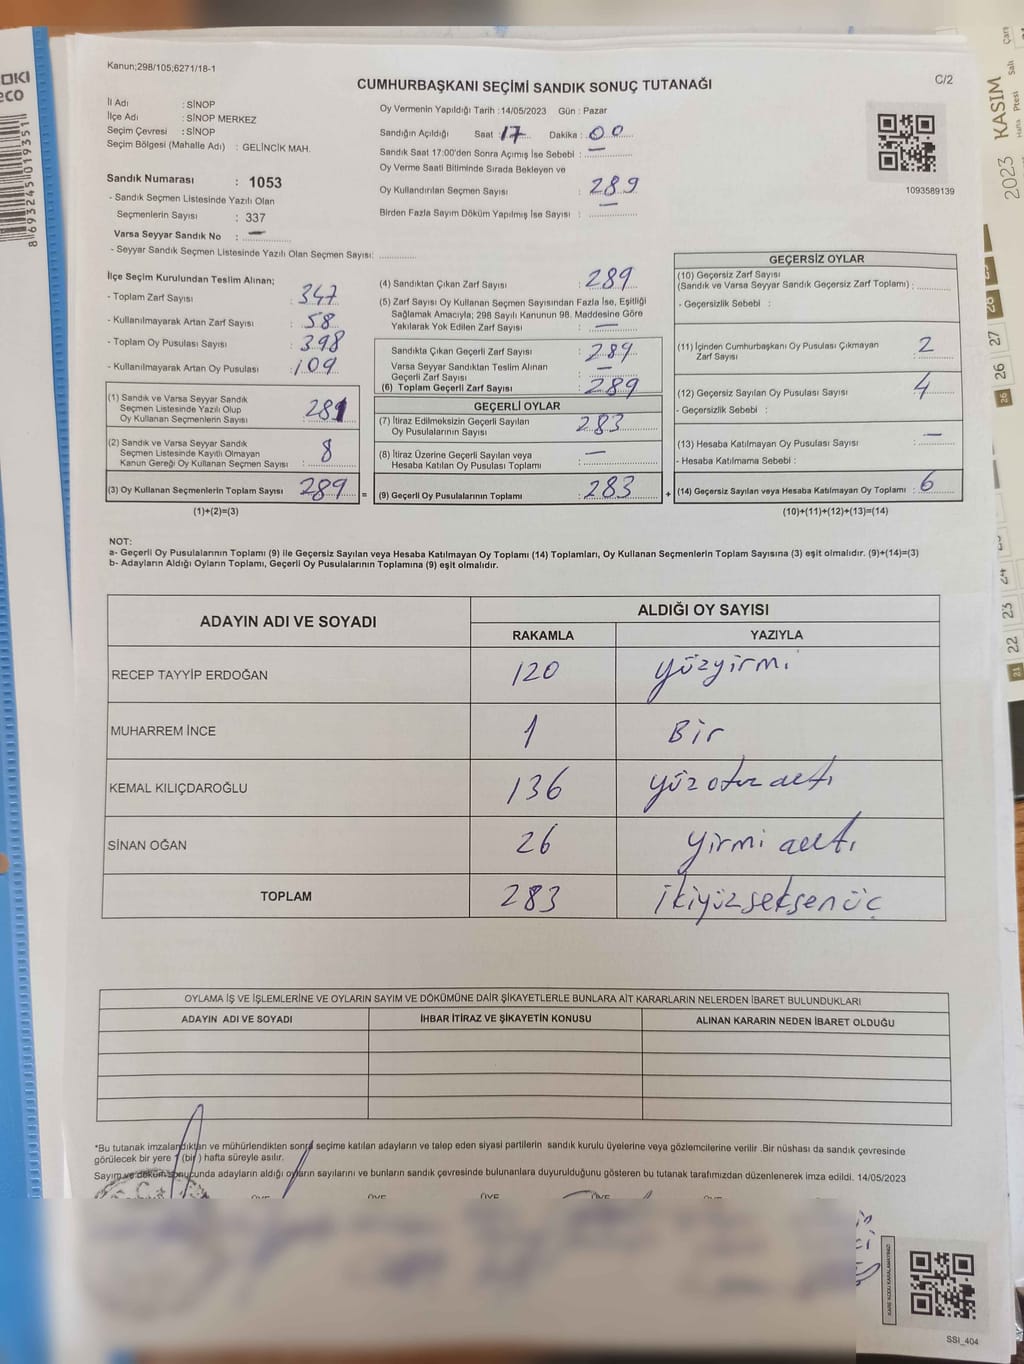 Kanun;298/105;6271/18-1
C/2
CUMHURBAŞKANI SEÇİMİ SANDIK SONUÇ TUTANAĞI
İl Adı : SİNOP
İlçe Adı : SİNOP MERKEZ
Seçim Çevresi : SİNOP
Seçim Bölgesi (Mahalle Adı) : GELİNCİK MAH.
Sandık Numarası : 1053
- Sandık Seçmen Listesinde Yazılı Olan
Seçmenlerin Sayısı : 337
Varsa Seyyar Sandık No : —
- Seyyar Sandık Seçmen Listesinde Yazılı Olan Seçmen Sayısı:
Oy Vermenin Yapıldığı Tarih : 14/05/2023 Gün : Pazar
Sandığın Açıldığı Saat : 17 Dakika : 00
Sandık Saat 17:00'den Sonra Açımış İse Sebebi : —
Oy Verme Saati Bitiminde Sırada Bekleyen ve
Oy Kullandırılan Seçmen Sayısı : 289
Birden Fazla Sayım Döküm Yapılmış İse Sayısı : —
1093589139
İlçe Seçim Kurulundan Teslim Alınan;
- Toplam Zarf Sayısı : 347
- Kullanılmayarak Artan Zarf Sayısı : 58
- Toplam Oy Pusulası Sayısı : 398
- Kullanılmayarak Artan Oy Pusulası : 109
(1) Sandık ve Varsa Seyyar Sandık
Seçmen Listesinde Yazılı Olup
Oy Kullanan Seçmenlerin Sayısı : 281
(2) Sandık ve Varsa Seyyar Sandık
Seçmen Listesinde Kayıtlı Olmayan
Kanun Gereği Oy Kullanan Seçmen Sayısı : 8
(3) Oy Kullanan Seçmenlerin Toplam Sayısı 289 =
(1)+(2)=(3)
(4) Sandıktan Çıkan Zarf Sayısı : 289
(5) Zarf Sayısı Oy Kullanan Seçmen Sayısından Fazla İse, Eşitliği
Sağlamak Amacıyla; 298 Sayılı Kanunun 98. Maddesine Göre
Yakılarak Yok Edilen Zarf Sayısı : —
Sandıkta Çıkan Geçerli Zarf Sayısı : 289
Varsa Seyyar Sandıktan Teslim Alınan
Geçerli Zarf Sayısı : —
(6) Toplam Geçerli Zarf Sayısı : 289
GEÇERLİ OYLAR
(7) İtiraz Edilmeksizin Geçerli Sayılan
Oy Pusulalarının Sayısı : 283
(8) İtiraz Üzerine Geçerli Sayılan veya
Hesaba Katılan Oy Pusulası Toplamı : —
(9) Geçerli Oy Pusulalarının Toplamı : 283 +
GEÇERSİZ OYLAR
(10) Geçersiz Zarf Sayısı
(Sandık ve Varsa Seyyar Sandık Geçersiz Zarf Toplamı) :
- Geçersizlik Sebebi :
(11) İçinden Cumhurbaşkanı Oy Pusulası Çıkmayan
Zarf Sayısı : 2
(12) Geçersiz Sayılan Oy Pusulası Sayısı : 4
- Geçersizlik Sebebi :
(13) Hesaba Katılmayan Oy Pusulası Sayısı : —
- Hesaba Katılmama Sebebi :
(14) Geçersiz Sayılan veya Hesaba Katılmayan Oy Toplamı : 6
(10)+(11)+(12)+(13)=(14)
NOT:
a- Geçerli Oy Pusulalarının Toplamı (9) ile Geçersiz Sayılan veya Hesaba Katılmayan Oy Toplamı (14) Toplamları, Oy Kullanan Seçmenlerin Toplam Sayısına (3) eşit olmalıdır. (9)+(14)=(3)
b- Adayların Aldığı Oyların Toplamı, Geçerli Oy Pusulalarının Toplamına (9) eşit olmalıdır.
ADAYIN ADI VE SOYADI
ALDIĞI OY SAYISI
RAKAMLA YAZIYLA
RECEP TAYYİP ERDOĞAN 120 yüzyirmi
MUHARREM İNCE 1 Bir
KEMAL KILIÇDAROĞLU 136 yüz otuz altı
SİNAN OĞAN 26 yirmi altı
TOPLAM 283 ikiyüzseksenüç
OYLAMA İŞ VE İŞLEMLERİNE VE OYLARIN SAYIM VE DÖKÜMÜNE DAİR ŞİKAYETLERLE BUNLARA AİT KARARLARIN NELERDEN İBARET BULUNDUKLARI
ADAYIN ADI VE SOYADI İHBAR İTİRAZ VE ŞİKAYETİN KONUSU ALINAN KARARIN NEDEN İBARET OLDUĞU
*Bu tutanak imzalandıktan ve mühürlendikten sonra seçime katılan adayların ve talep eden siyasi partilerin sandık kurulu üyelerine veya gözlemcilerine verilir .Bir nüshası da sandık çevresinde
görülecek bir yere 1 (bir) hafta süreyle asılır.
Sayım ve döküm sonucunda adayların aldığı oyların sayılarını ve bunların sandık çevresinde bulunanlara duyurulduğunu gösteren bu tutanak tarafımızdan düzenlenerek imza edildi. 14/05/2023
ÜYE ÜYE ÜYE ÜYE ÜYE ÜYE
SSI_404
8693245019351
eco
2023 KASIM
Ptesi Salı
28 27 26
26
24
23
22
21